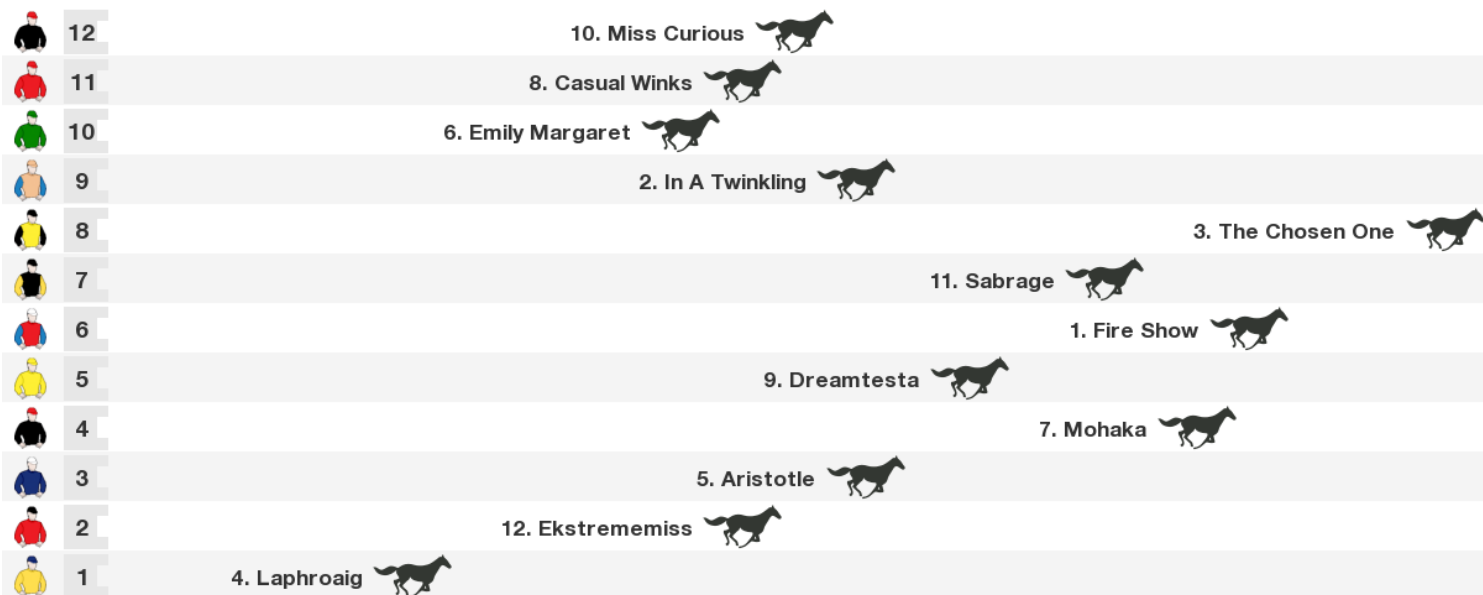 12 10. Miss Curious
11 8. Casual Winks
10 6. Emily Margaret
9 2. In A Twinkling
8 3. The Chosen One
7 11. Sabrage
6 1. Fire Show
5 9. Dreamtesta
4 7. Mohaka
3 5. Aristotle
2 12. Ekstrememiss
1 4. Laphroaig